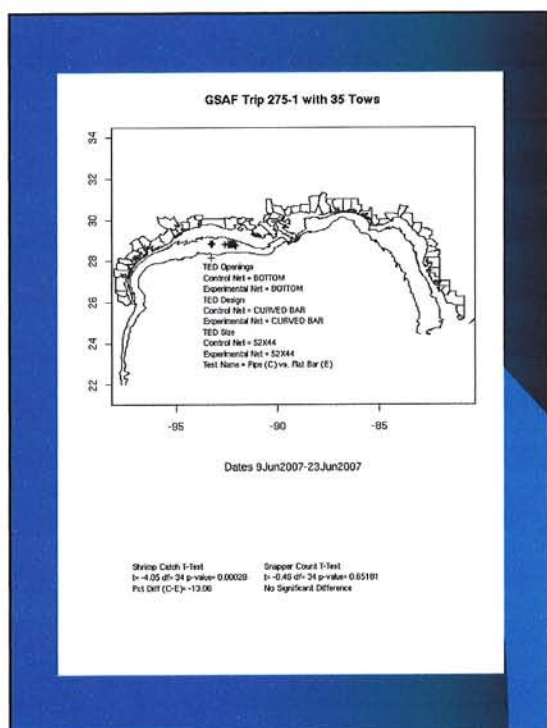 GSAF Trip 275-1 with 35 Tows
34
32
30
28
26
24
22
TED Openings
Control Net = BOTTOM
Experimental Net = BOTTOM
TED Design
Control Net = CURVED BAR
Experimental Net = CURVED BAR
TED Size
Control Net = 52X44
Experimental Net = 52X44
Test Name = Pipe (C) vs. Flat Bar (E)
-95 -90 -85
Dates 9Jun2007-23Jun2007
Shrimp Catch T-Test
t= -4.05 df= 34 p-value= 0.00028
Pct Diff (C-E)= -13.06
Snapper Count T-Test
t= -0.46 df= 34 p-value= 0.65181
No Significant Difference